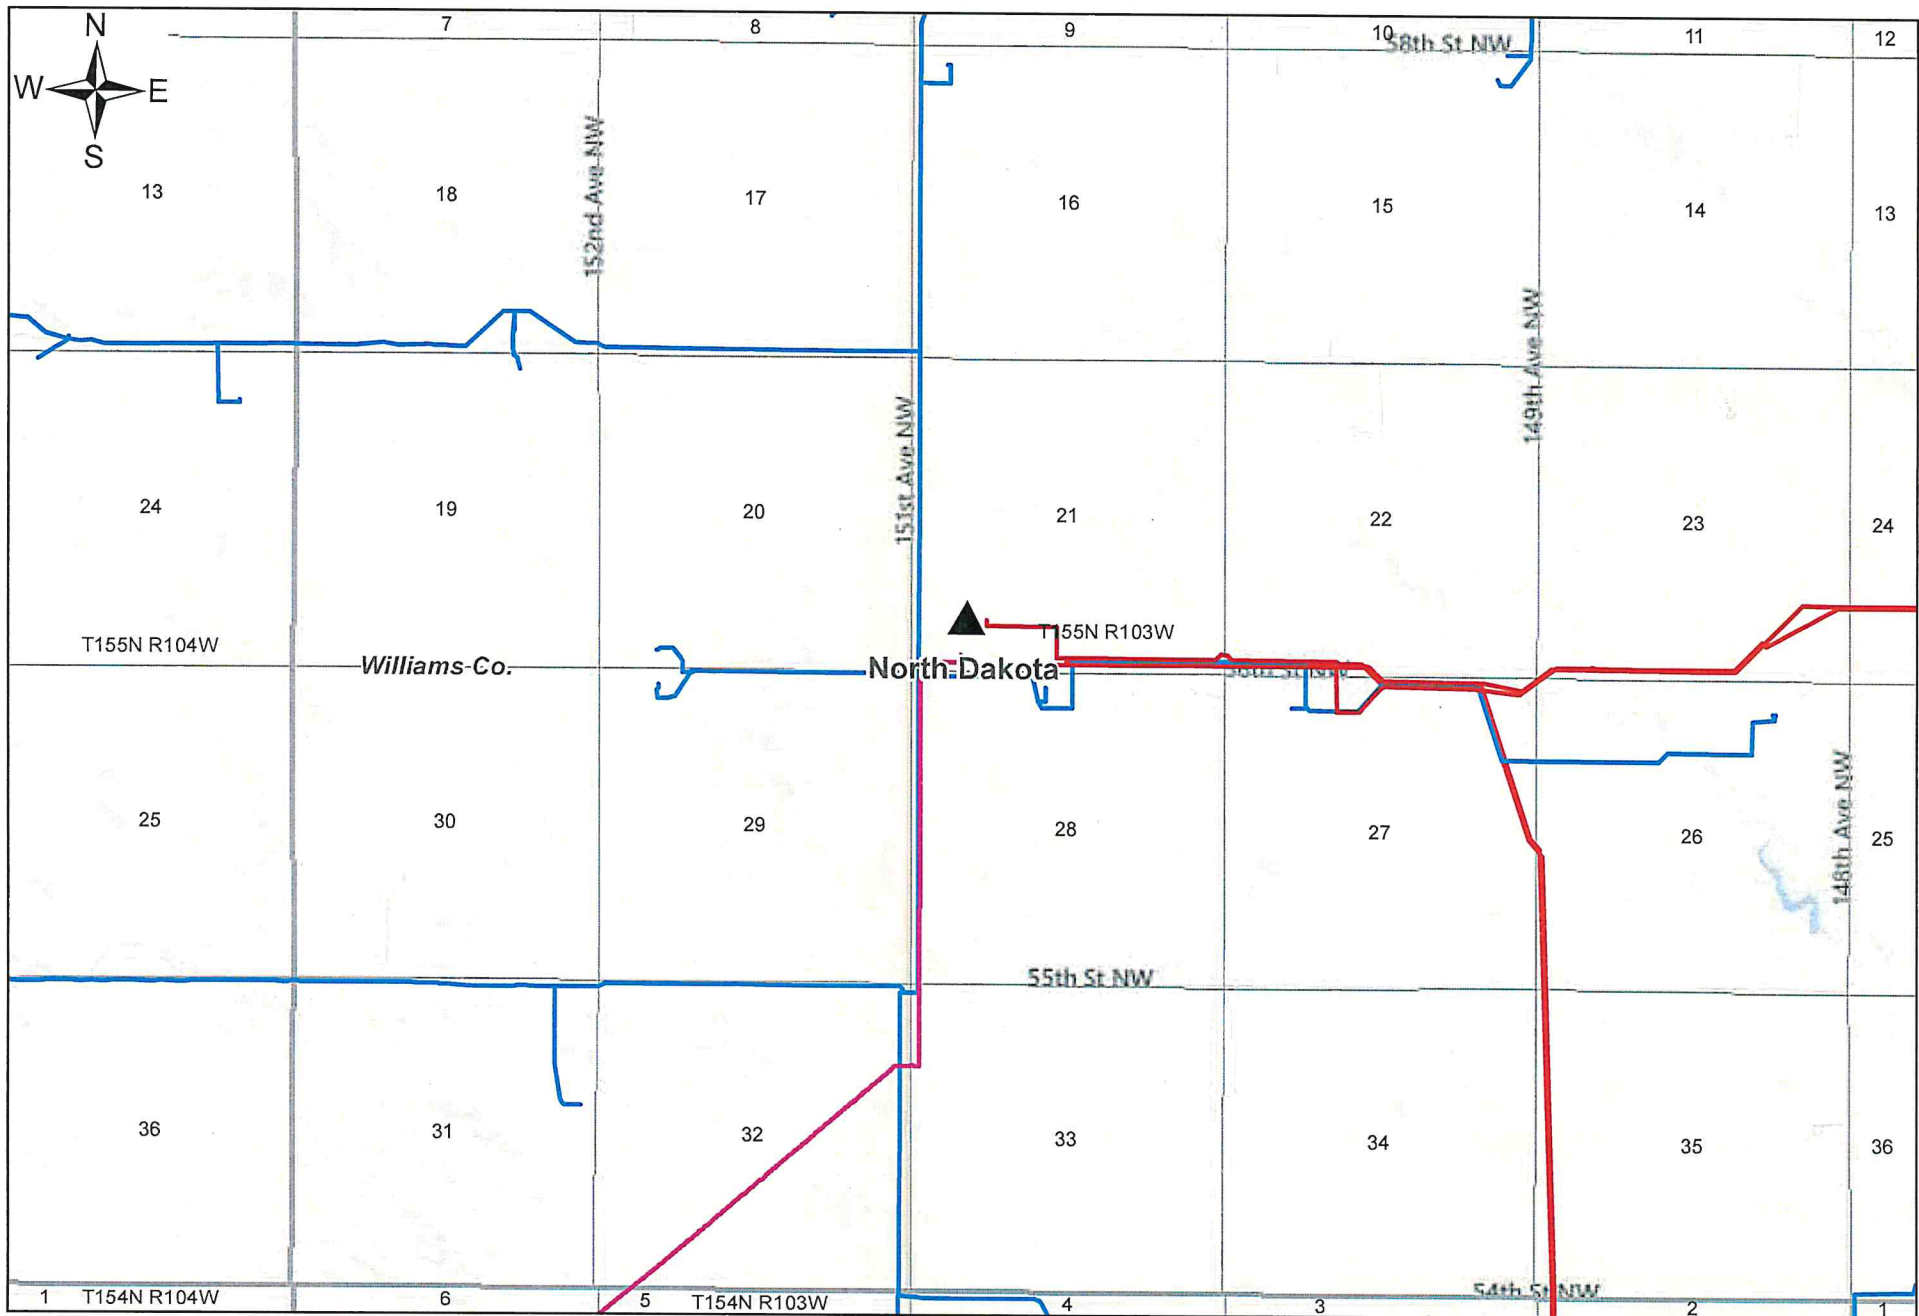 N
W E
S
7 8 9 10 11 12
58th St NW
152nd Ave NW
13 18 17 16 15 14 13
149th Ave NW
151st Ave NW
24 19 20 21 22 23 24
T155N R104W
T155N R103W
Williams Co.
North Dakota
56th St NW
148th Ave NW
25 30 29 28 27 26 25
55th St NW
36 31 32 33 34 35 36
54th St NW
1 T154N R104W 6 5 T154N R103W 4 3 2 1